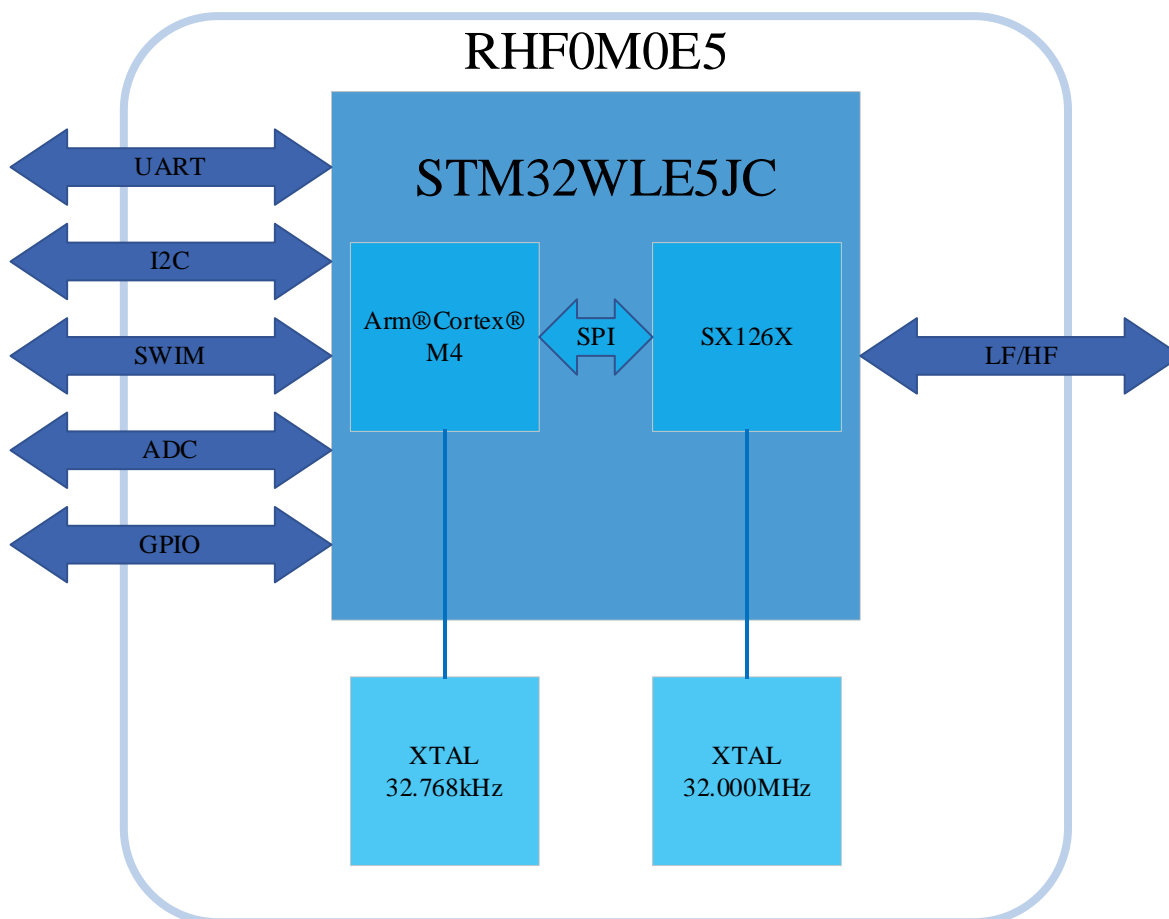 RHF0M0E5
STM32WLE5JC
UART
I2C
SWIM
ADC
GPIO
Arm®Cortex®
M4
SPI
SX126X
LF/HF
XTAL
32.768kHz
XTAL
32.000MHz